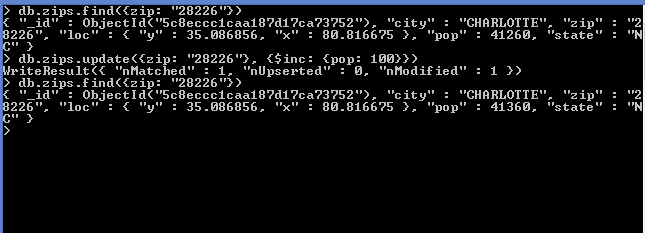 > db.zips.find({zip: "28226"})
{ "_id" : ObjectId("5c8eccc1caa187d17ca73752"), "city" : "CHARLOTTE", "zip" : "2
8226", "loc" : { "y" : 35.086856, "x" : 80.816675 }, "pop" : 41260, "state" : "N
C" }
> db.zips.update({zip: "28226"}, {$inc: {pop: 100}})
WriteResult({ "nMatched" : 1, "nUpserted" : 0, "nModified" : 1 })
> db.zips.find({zip: "28226"})
{ "_id" : ObjectId("5c8eccc1caa187d17ca73752"), "city" : "CHARLOTTE", "zip" : "2
8226", "loc" : { "y" : 35.086856, "x" : 80.816675 }, "pop" : 41360, "state" : "N
C" }
>